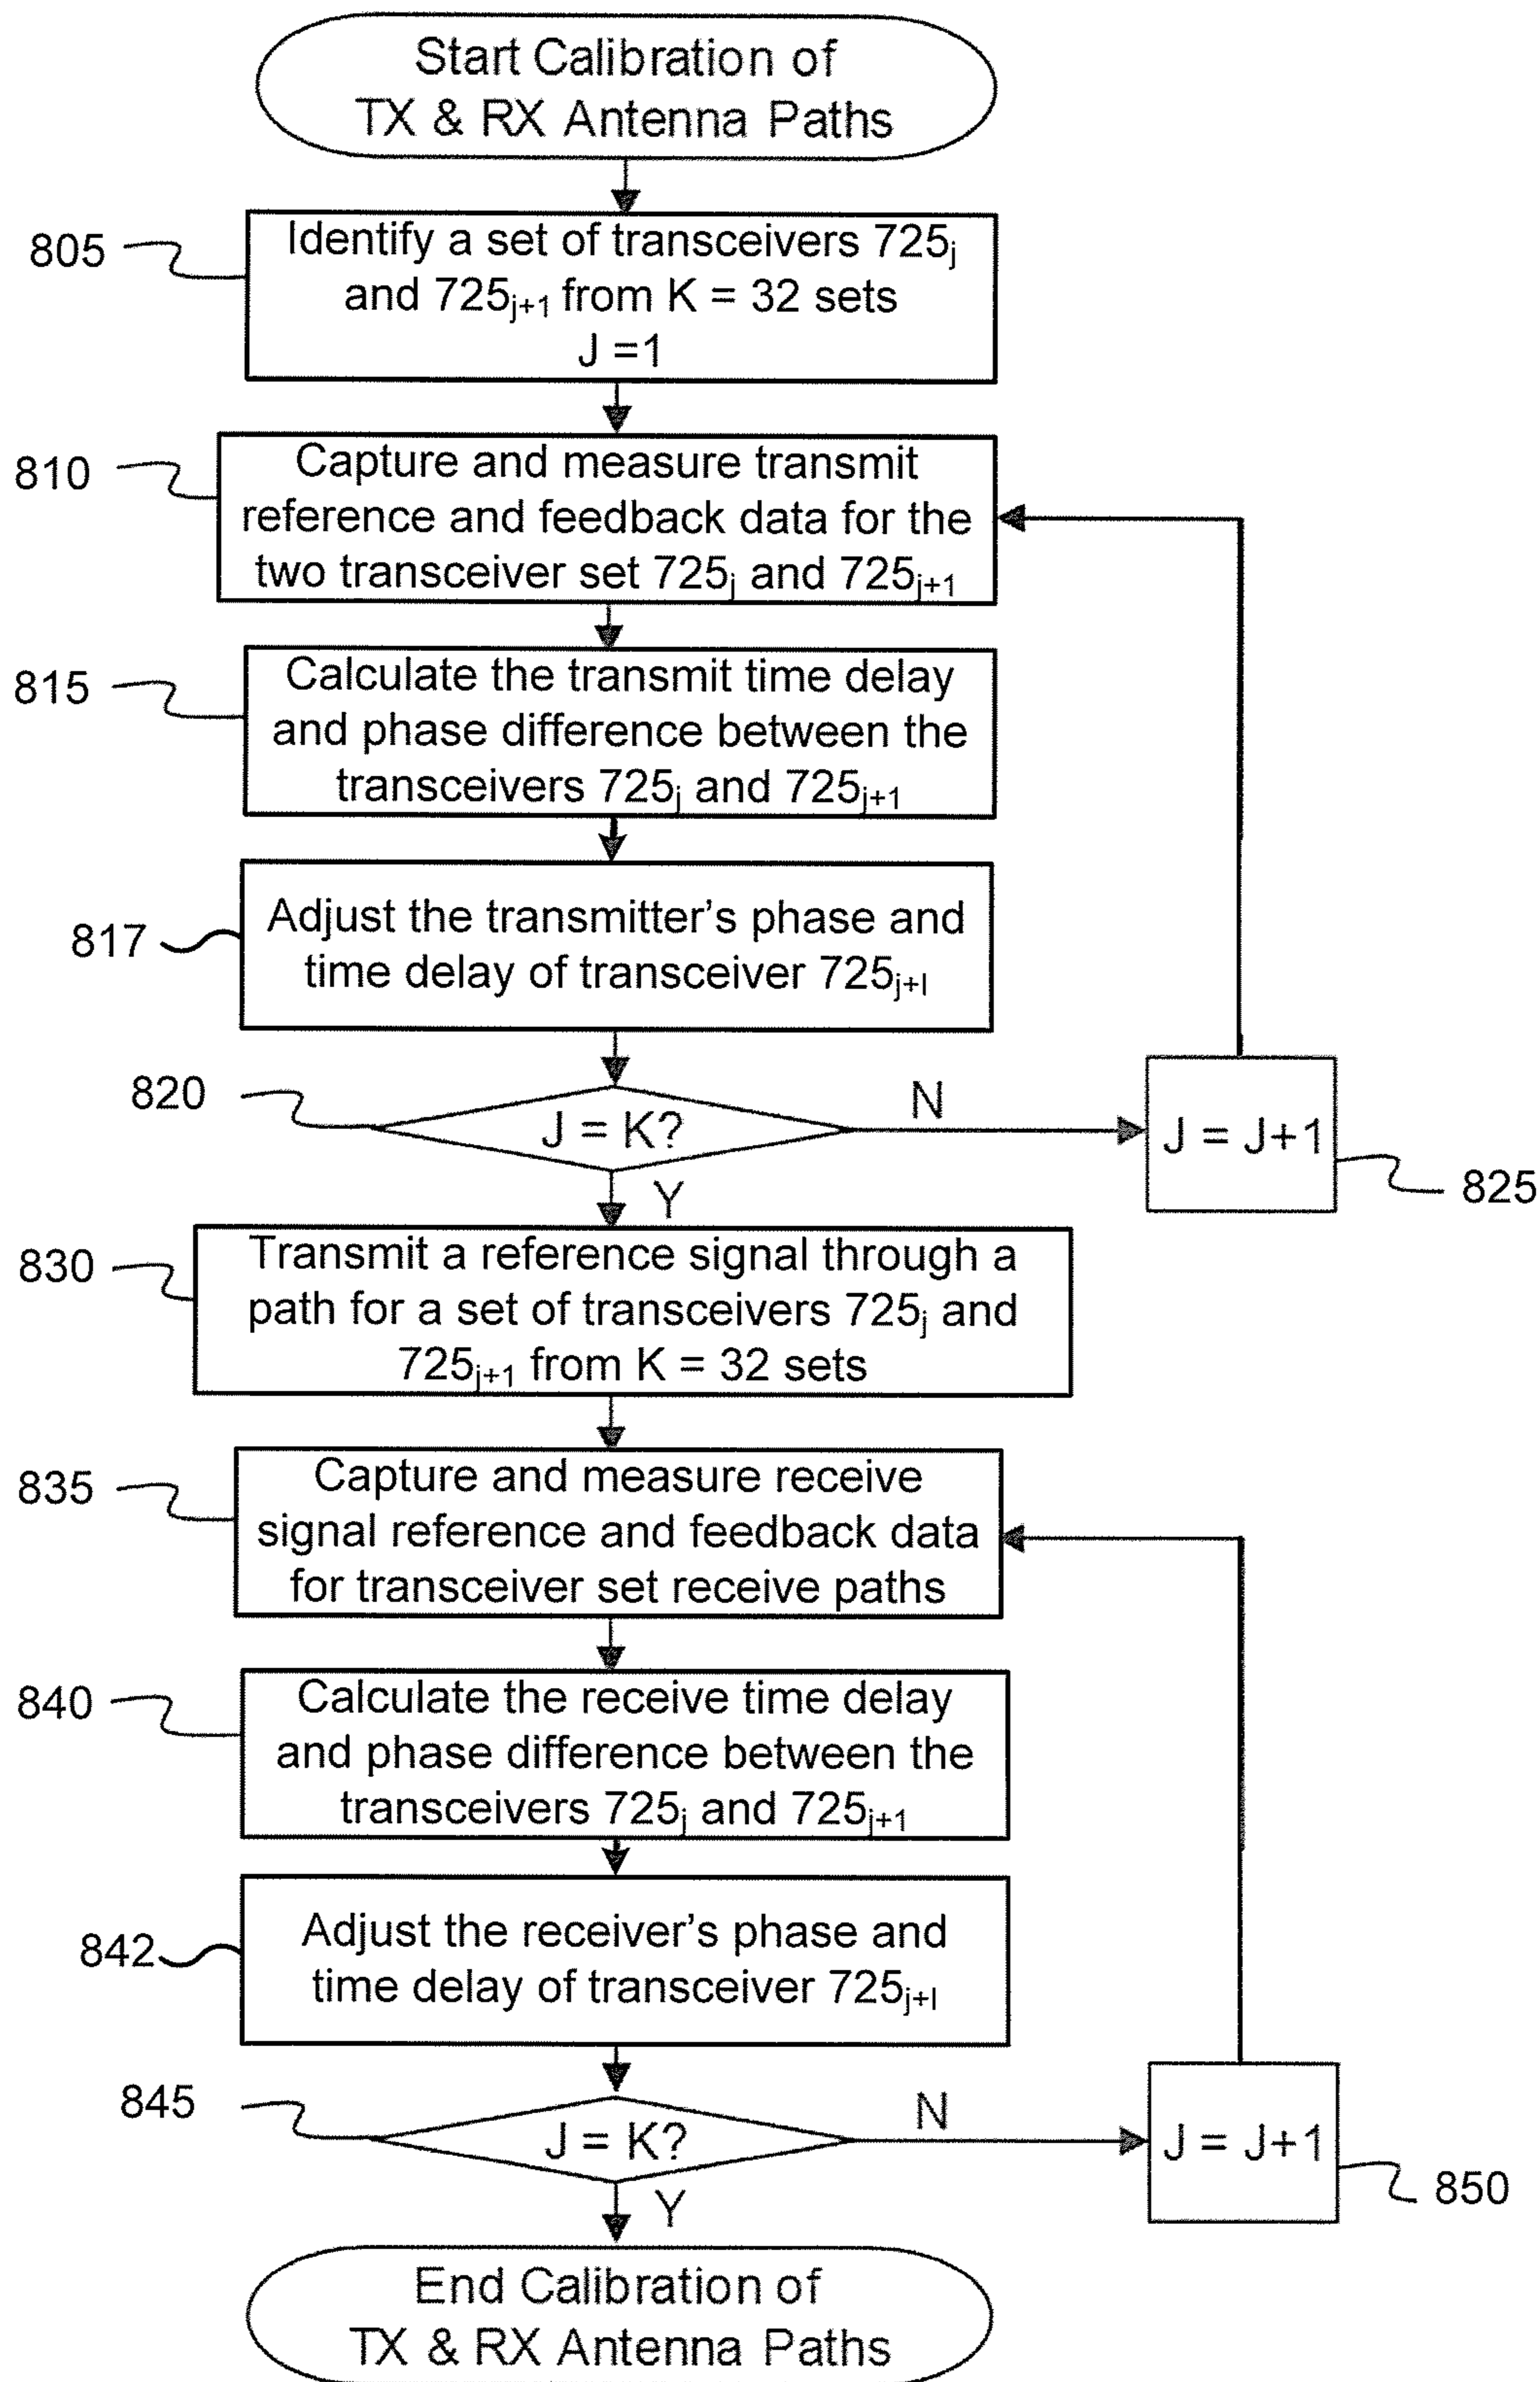 Start Calibration of
TX & RX Antenna Paths
805
Identify a set of transceivers 725j
and 725j+1 from K = 32 sets
J =1
810
Capture and measure transmit
reference and feedback data for the
two transceiver set 725j and 725j+1
815
Calculate the transmit time delay
and phase difference between the
transceivers 725j and 725j+1
817
Adjust the transmitter’s phase and
time delay of transceiver 725j+l
820
J = K?
N
J = J+1
825
Y
830
Transmit a reference signal through a
path for a set of transceivers 725j and
725j+1 from K = 32 sets
835
Capture and measure receive
signal reference and feedback data
for transceiver set receive paths
840
Calculate the receive time delay
and phase difference between the
transceivers 725j and 725j+1
842
Adjust the receiver’s phase and
time delay of transceiver 725j+l
845
J = K?
N
J = J+1
850
Y
End Calibration of
TX & RX Antenna Paths